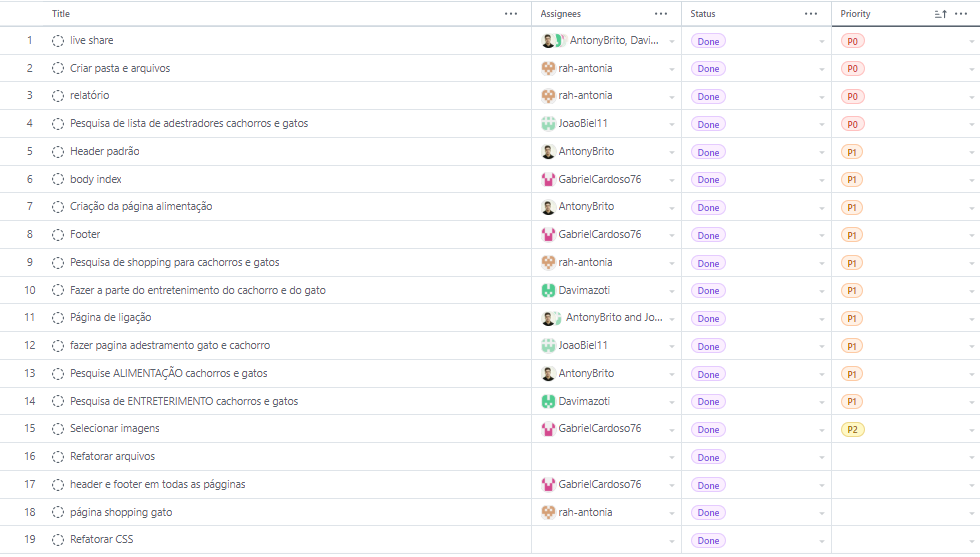 Title ... Assignees ... Status ... Priority ...
1 live share AntonyBrito, Davi... Done P0
2 Criar pasta e arquivos rah-antonia Done P0
3 relatório rah-antonia Done P0
4 Pesquisa de lista de adestradores cachorros e gatos JoaoBiel11 Done P0
5 Header padrão AntonyBrito Done P1
6 body index GabrielCardoso76 Done P1
7 Criação da página alimentação AntonyBrito Done P1
8 Footer GabrielCardoso76 Done P1
9 Pesquisa de shopping para cachorros e gatos rah-antonia Done P1
10 Fazer a parte do entretenimento do cachorro e do gato Davimazoti Done P1
11 Página de ligação AntonyBrito and Jo... Done P1
12 fazer pagina adestramento gato e cachorro JoaoBiel11 Done P1
13 Pesquise ALIMENTAÇÃO cachorros e gatos AntonyBrito Done P1
14 Pesquisa de ENTRETERIMENTO cachorros e gatos Davimazoti Done P1
15 Selecionar imagens GabrielCardoso76 Done P2
16 Refatorar arquivos Done
17 header e footer em todas as págginas GabrielCardoso76 Done
18 página shopping gato rah-antonia Done
19 Refatorar CSS Done